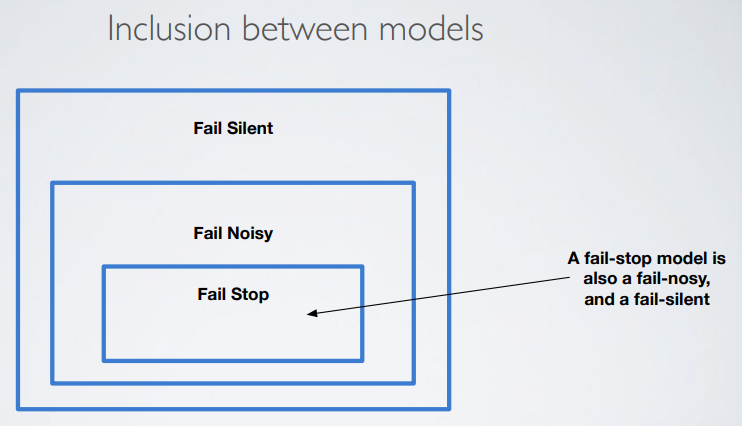 Inclusion between models
Fail Silent
Fail Noisy
Fail Stop
A fail-stop model is
also a fail-nosy,
and a fail-silent